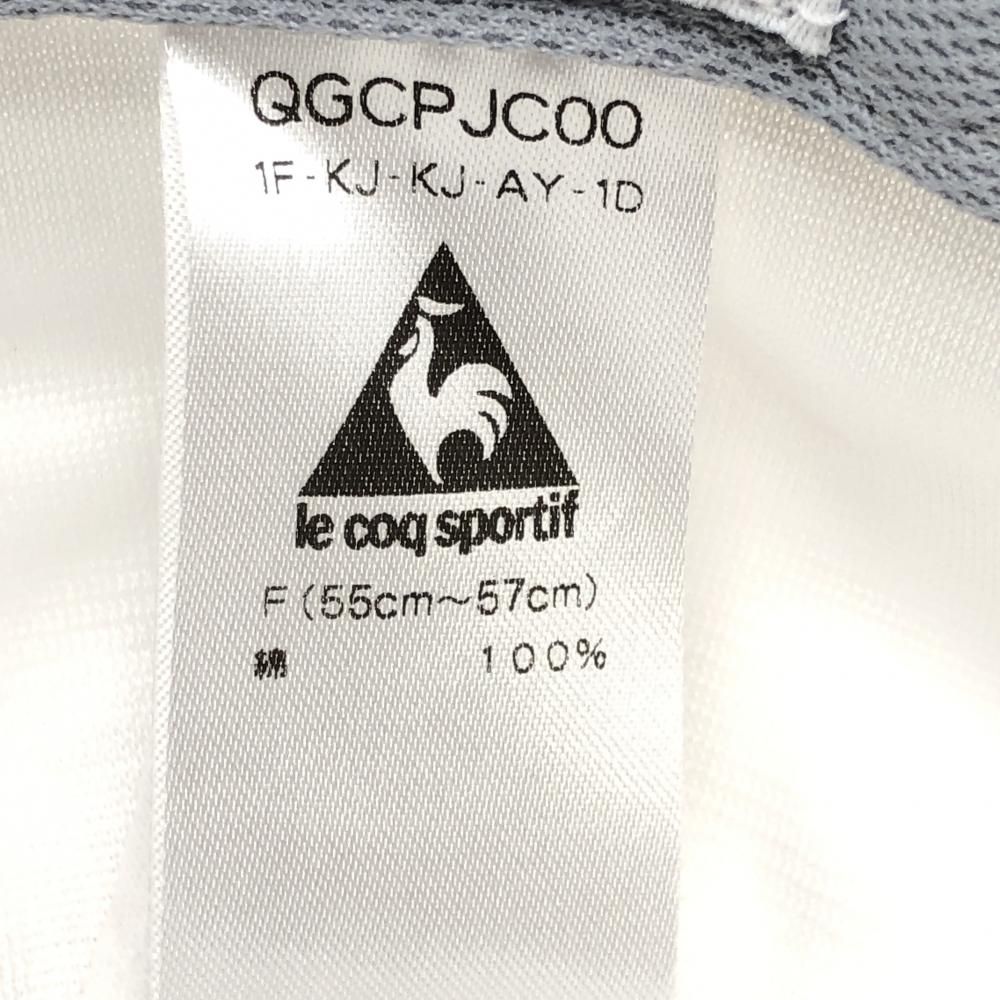 QGCPJC00
1F-KJ-KJ-AY-1D
le coq sportif
F (55cm～57cm)
綿 100%